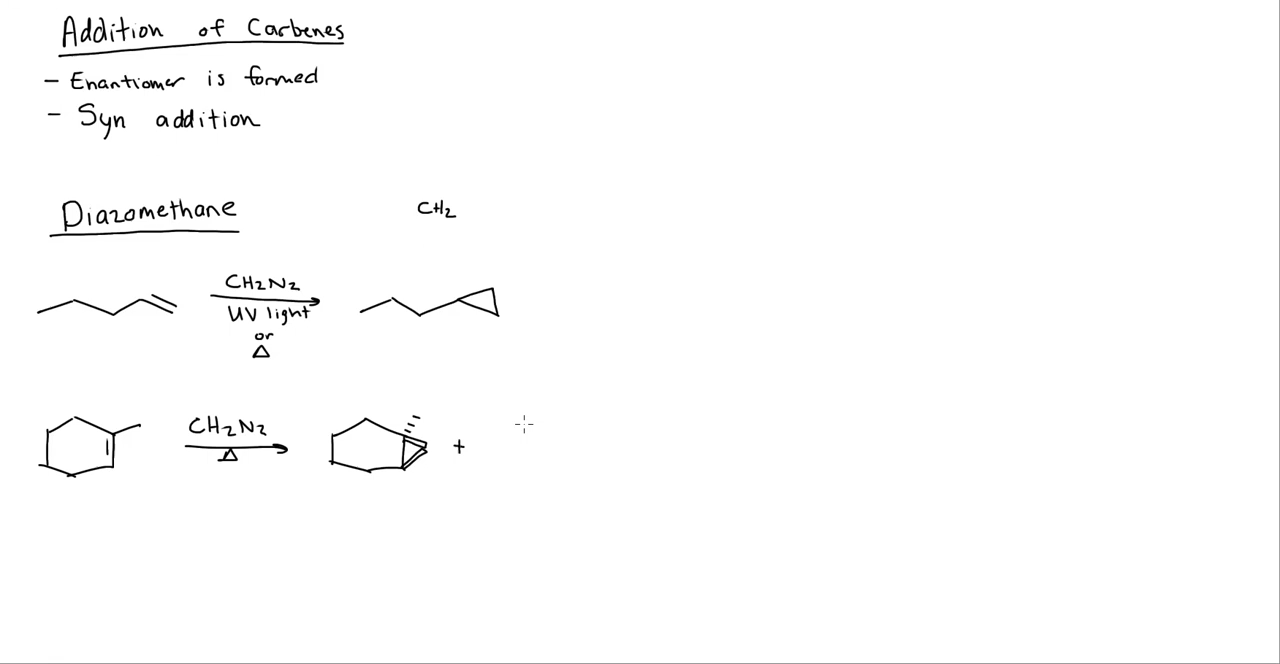 Addition of Carbenes
- Enantiomer is formed
- Syn addition
Diazomethane
CH2
CH2N2
UV light
or
Δ
CH2N2
Δ
+